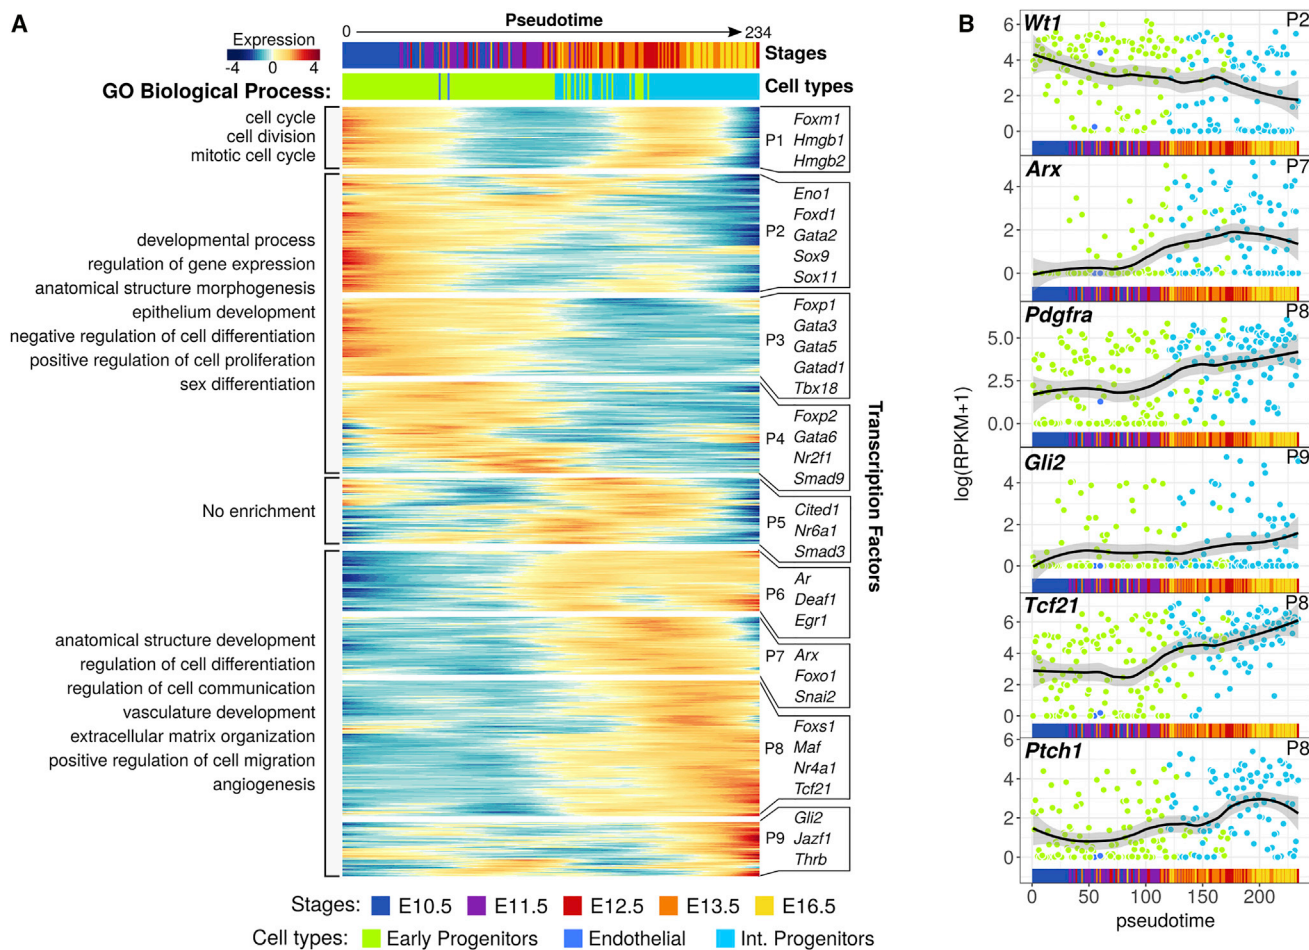 A
Pseudotime
0
234
Expression
-4 0 4
Stages
GO Biological Process:
Cell types
cell cycle
cell division
mitotic cell cycle
P1
Foxm1
Hmgb1
Hmgb2
developmental process
regulation of gene expression
anatomical structure morphogenesis
epithelium development
negative regulation of cell differentiation
positive regulation of cell proliferation
sex differentiation
P2
Eno1
Foxd1
Gata2
Sox9
Sox11
P3
Foxp1
Gata3
Gata5
Gatad1
Tbx18
P4
Foxp2
Gata6
Nr2f1
Smad9
No enrichment
P5
Cited1
Nr6a1
Smad3
anatomical structure development
regulation of cell differentiation
regulation of cell communication
vasculature development
extracellular matrix organization
positive regulation of cell migration
angiogenesis
P6
Ar
Deaf1
Egr1
P7
Arx
Foxo1
Snai2
P8
Foxs1
Maf
Nr4a1
Tcf21
P9
Gli2
Jazf1
Thrb
Transcription Factors
Stages: E10.5 E11.5 E12.5 E13.5 E16.5
Cell types: Early Progenitors Endothelial Int. Progenitors
B
log(RPKM+1)
Wt1
P2
6
4
2
0
Arx
P7
4
2
0
Pdgfra
P8
5.0
2.5
0.0
Gli2
P9
4
2
0
Tcf21
P8
6
4
2
0
Ptch1
P8
6
4
2
0
0 50 100 150 200
pseudotime